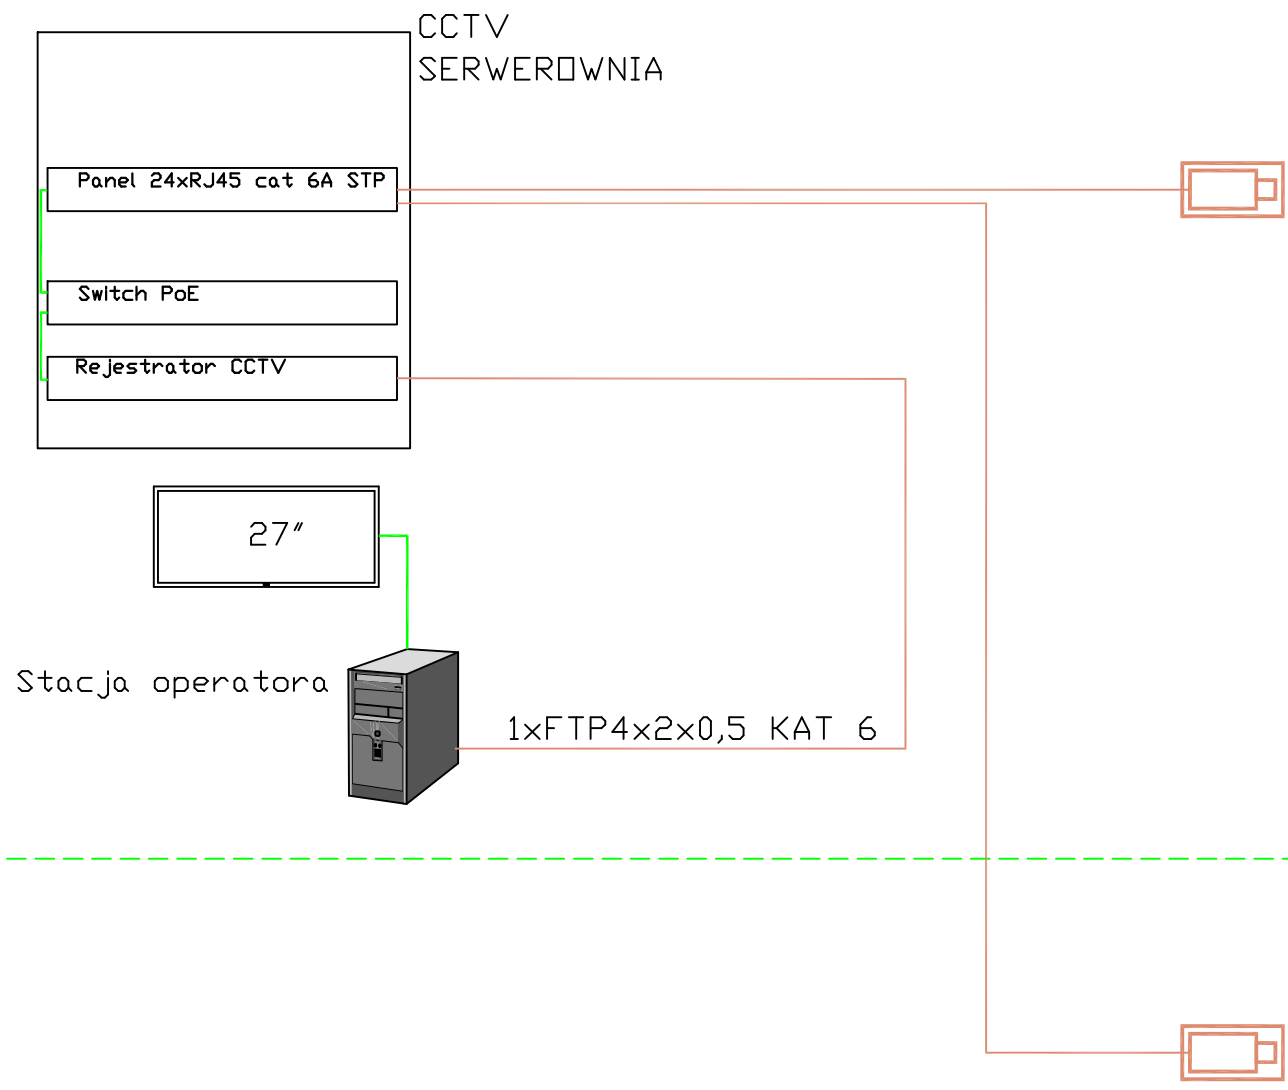 CCTV
SERWEROWNIA
Panel 24xRJ45 cat 6A STP
Switch PoE
Rejestrator CCTV
27"
Stacja operatora
1xFTP4x2x0,5 KAT 6